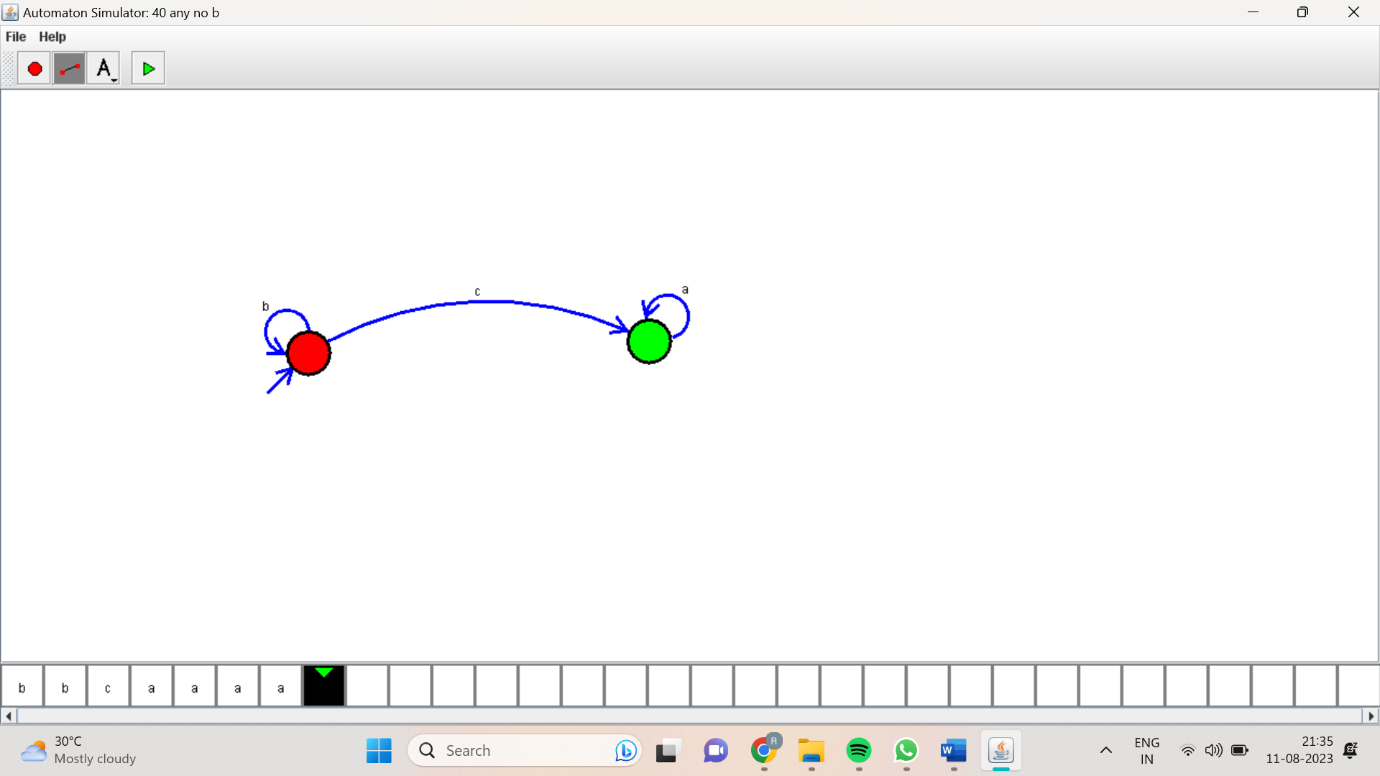 Automaton Simulator: 40 any no b
File Help
A
b
c
a
b b c a a a a
30°C
Mostly cloudy
Search
R
ENG
IN
21:35
11-08-2023